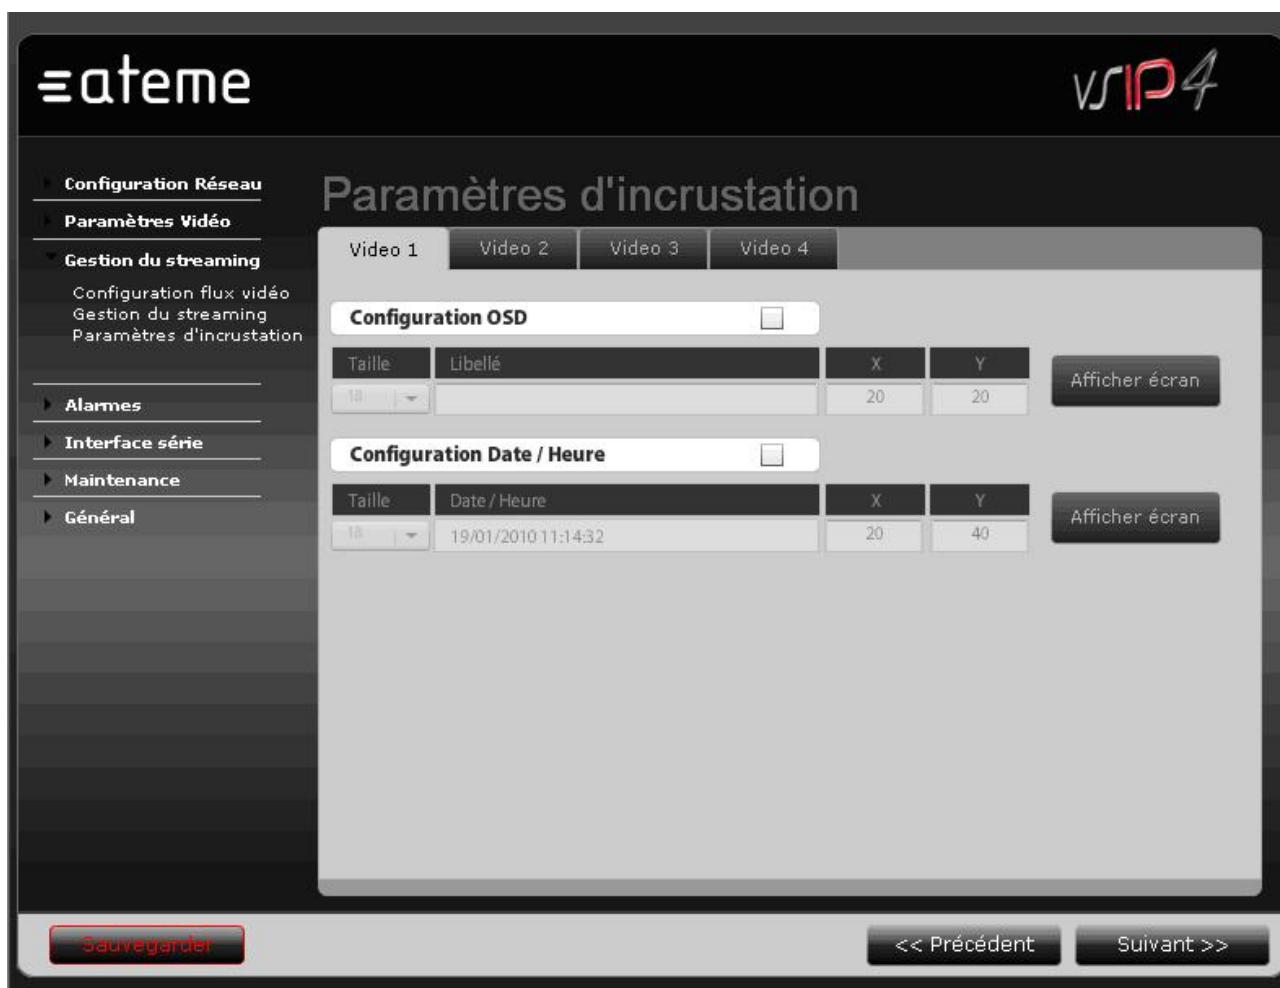 ateme
vsIP4
Configuration Réseau
Paramètres Vidéo
Gestion du streaming
Configuration flux vidéo
Gestion du streaming
Paramètres d'incrustation
Alarmes
Interface série
Maintenance
Général
Paramètres d'incrustation
Video 1 Video 2 Video 3 Video 4
Configuration OSD
Taille Libellé X Y
18 20 20
Afficher écran
Configuration Date / Heure
Taille Date / Heure X Y
18 19/01/2010 11:14:32 20 40
Afficher écran
Sauvegarder << Précédent Suivant >>